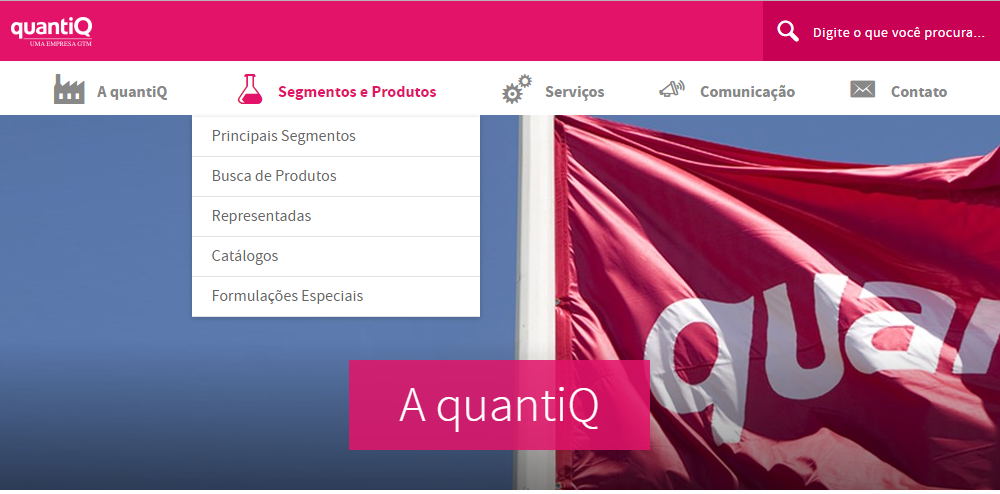 quantiQ
UMA EMPRESA GTM
Digite o que você procura...
A quantiQ
Segmentos e Produtos
Serviços
Comunicação
Contato
Principais Segmentos
Busca de Produtos
Representadas
Catálogos
Formulações Especiais
quan
A quantiQ